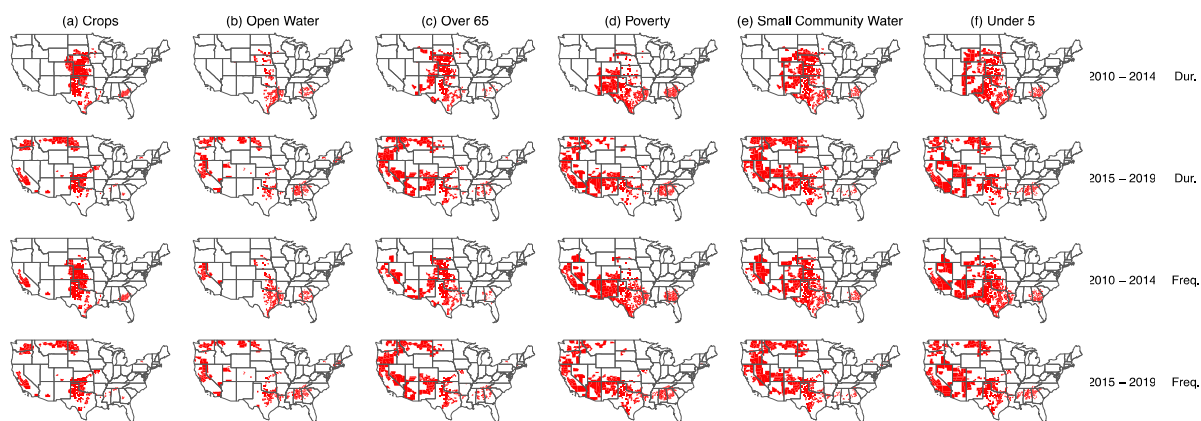 (a) Crops (b) Open Water (c) Over 65 (d) Poverty (e) Small Community Water (f) Under 5
2010 – 2014 Dur.
2015 – 2019 Dur.
2010 – 2014 Freq.
2015 – 2019 Freq.